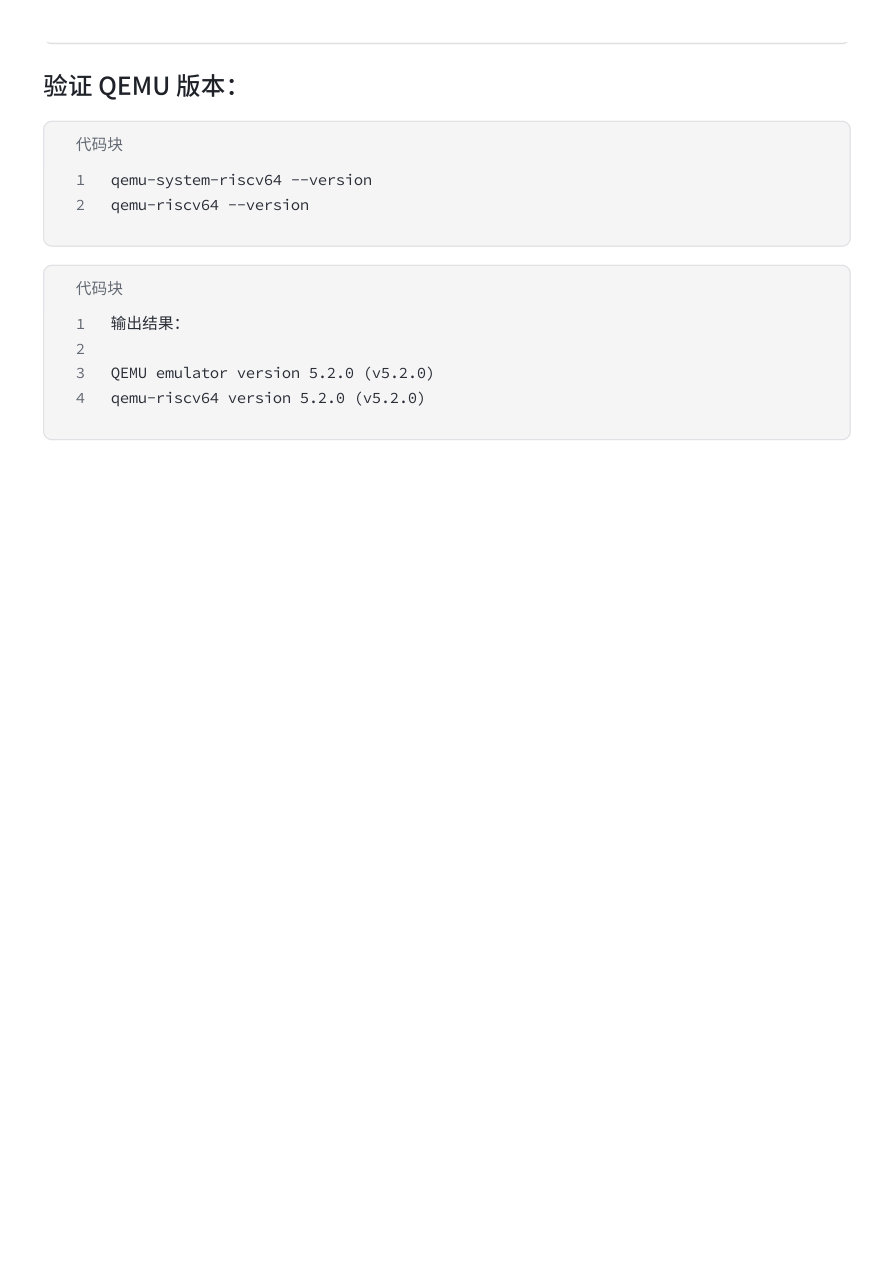 验证 QEMU 版本：
代码块
1 qemu-system-riscv64 --version
2 qemu-riscv64 --version
代码块
1 输出结果：
2
3 QEMU emulator version 5.2.0 (v5.2.0)
4 qemu-riscv64 version 5.2.0 (v5.2.0)